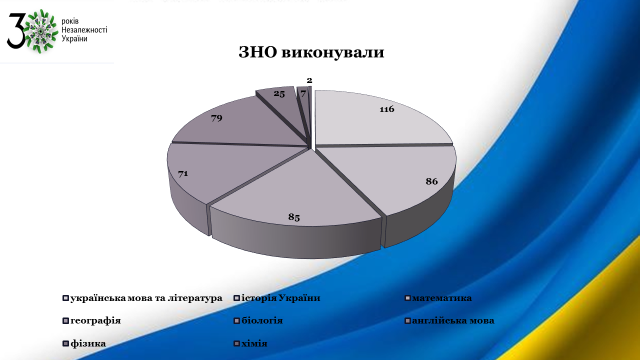 30
років
Незалежності
України
ЗНО виконували
2
25
7
116
79
71
86
85
українська мова та література
історія України
математика
географія
біологія
англійська мова
фізика
хімія